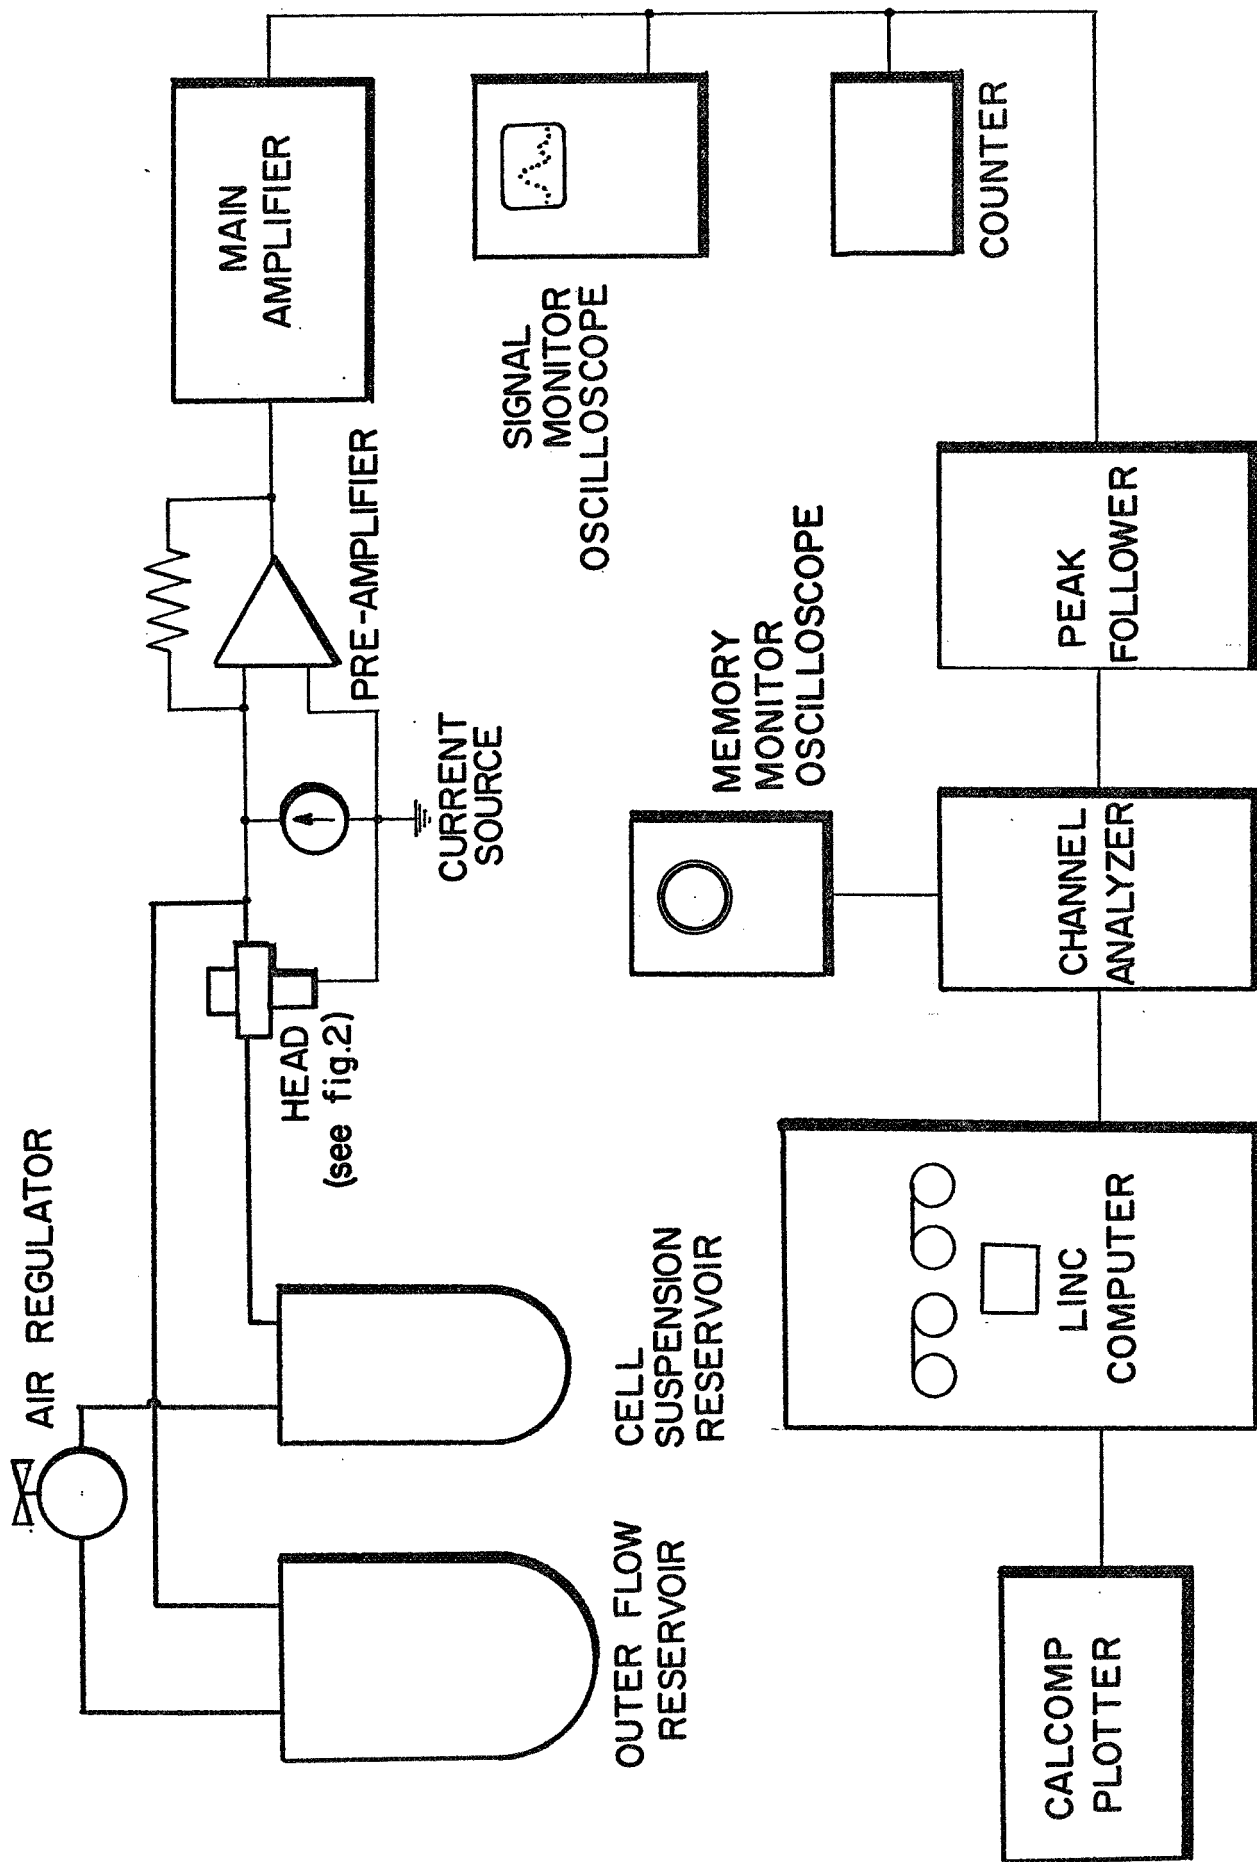 AIR REGULATOR
HEAD
(see fig.2)
CURRENT
SOURCE
PRE-AMPLIFIER
MAIN
AMPLIFIER
OUTER FLOW
RESERVOIR
CELL
SUSPENSION
RESERVOIR
SIGNAL
MONITOR
OSCILLOSCOPE
MEMORY
MONITOR
OSCILLOSCOPE
COUNTER
CALCOMP
PLOTTER
LINC
COMPUTER
CHANNEL
ANALYZER
PEAK
FOLLOWER